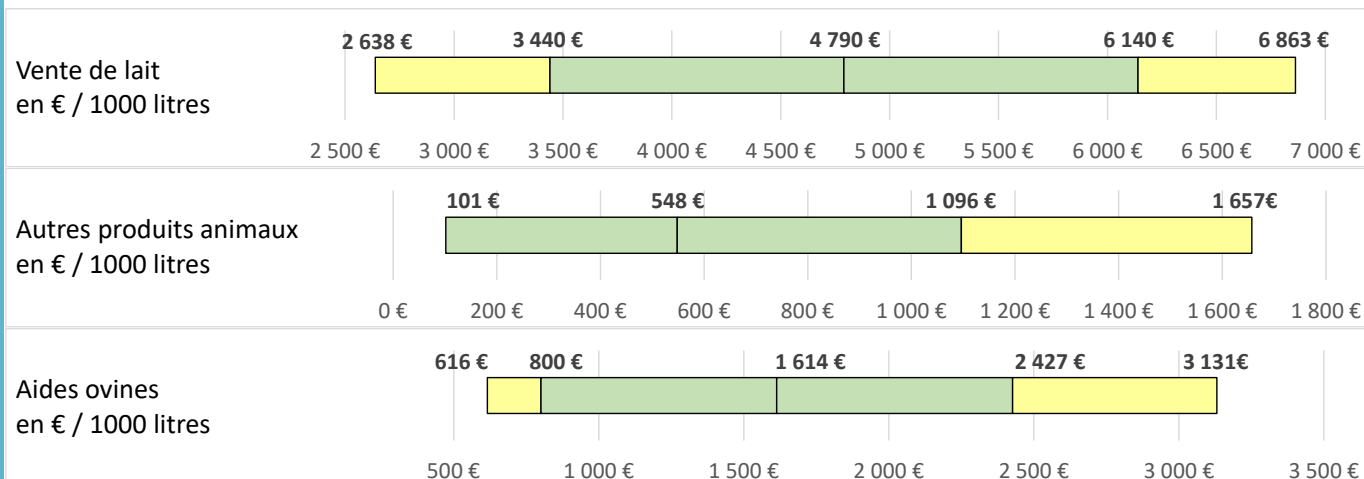 2 638 € 3 440 € 4 790 € 6 140 € 6 863 €
Vente de lait
en € / 1000 litres
2 500 € 3 000 € 3 500 € 4 000 € 4 500 € 5 000 € 5 500 € 6 000 € 6 500 € 7 000 €
101 € 548 € 1 096 € 1 657€
Autres produits animaux
en € / 1000 litres
0 € 200 € 400 € 600 € 800 € 1 000 € 1 200 € 1 400 € 1 600 € 1 800 €
616 € 800 € 1 614 € 2 427 € 3 131€
Aides ovines
en € / 1000 litres
500 € 1 000 € 1 500 € 2 000 € 2 500 € 3 000 € 3 500 €